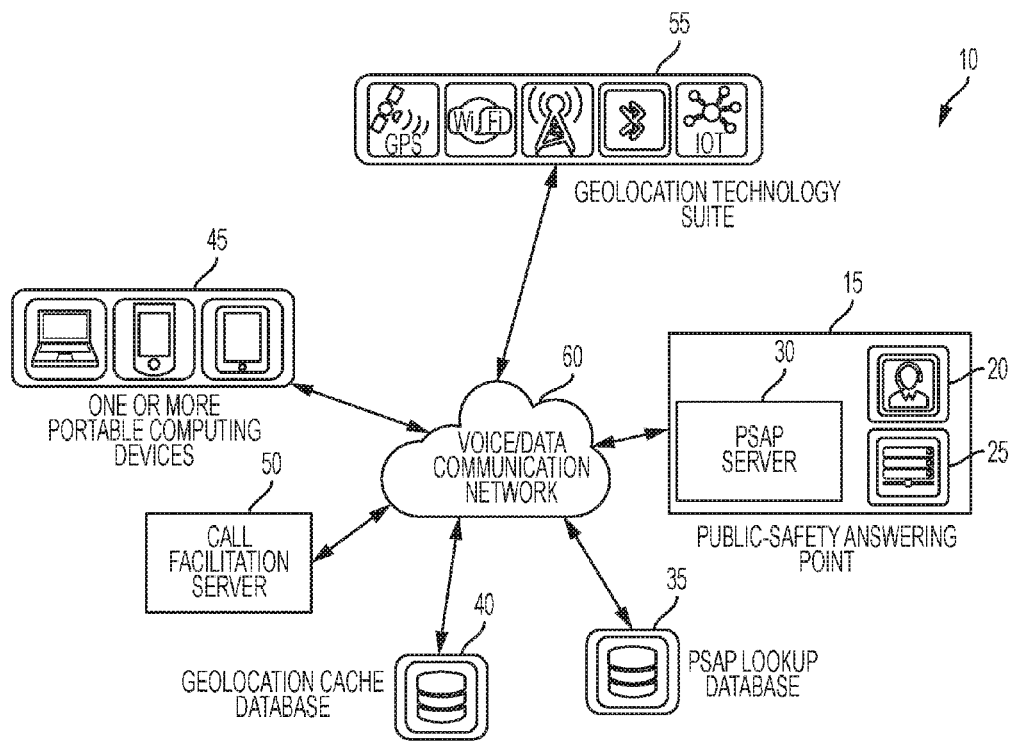 55
10
GPS
Wi Fi
IOT
GEOLOCATION TECHNOLOGY
SUITE
45
15
30
60
20
ONE OR MORE
PORTABLE COMPUTING
DEVICES
VOICE/DATA
COMMUNICATION
NETWORK
PSAP
SERVER
25
50
CALL
FACILITATION
SERVER
PUBLIC-SAFETY ANSWERING
POINT
40
35
GEOLOCATION CACHE
DATABASE
PSAP LOOKUP
DATABASE